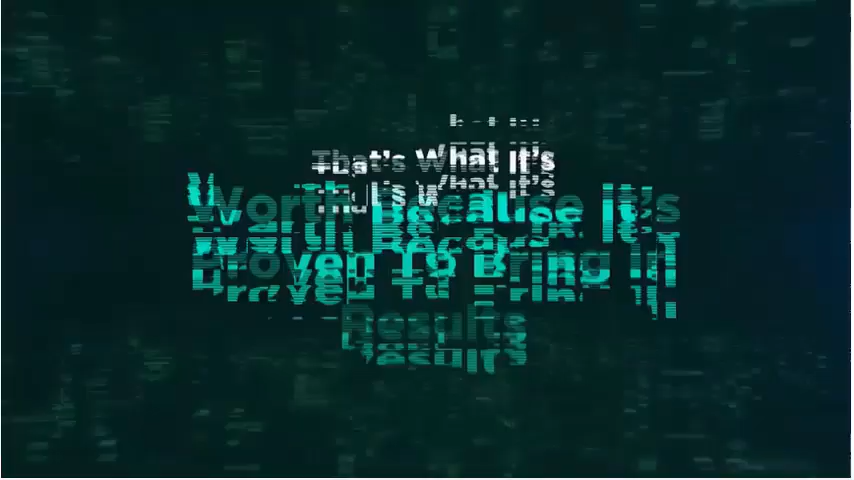 That's What It's
Worth Because It's
Proven To Bring In
Results